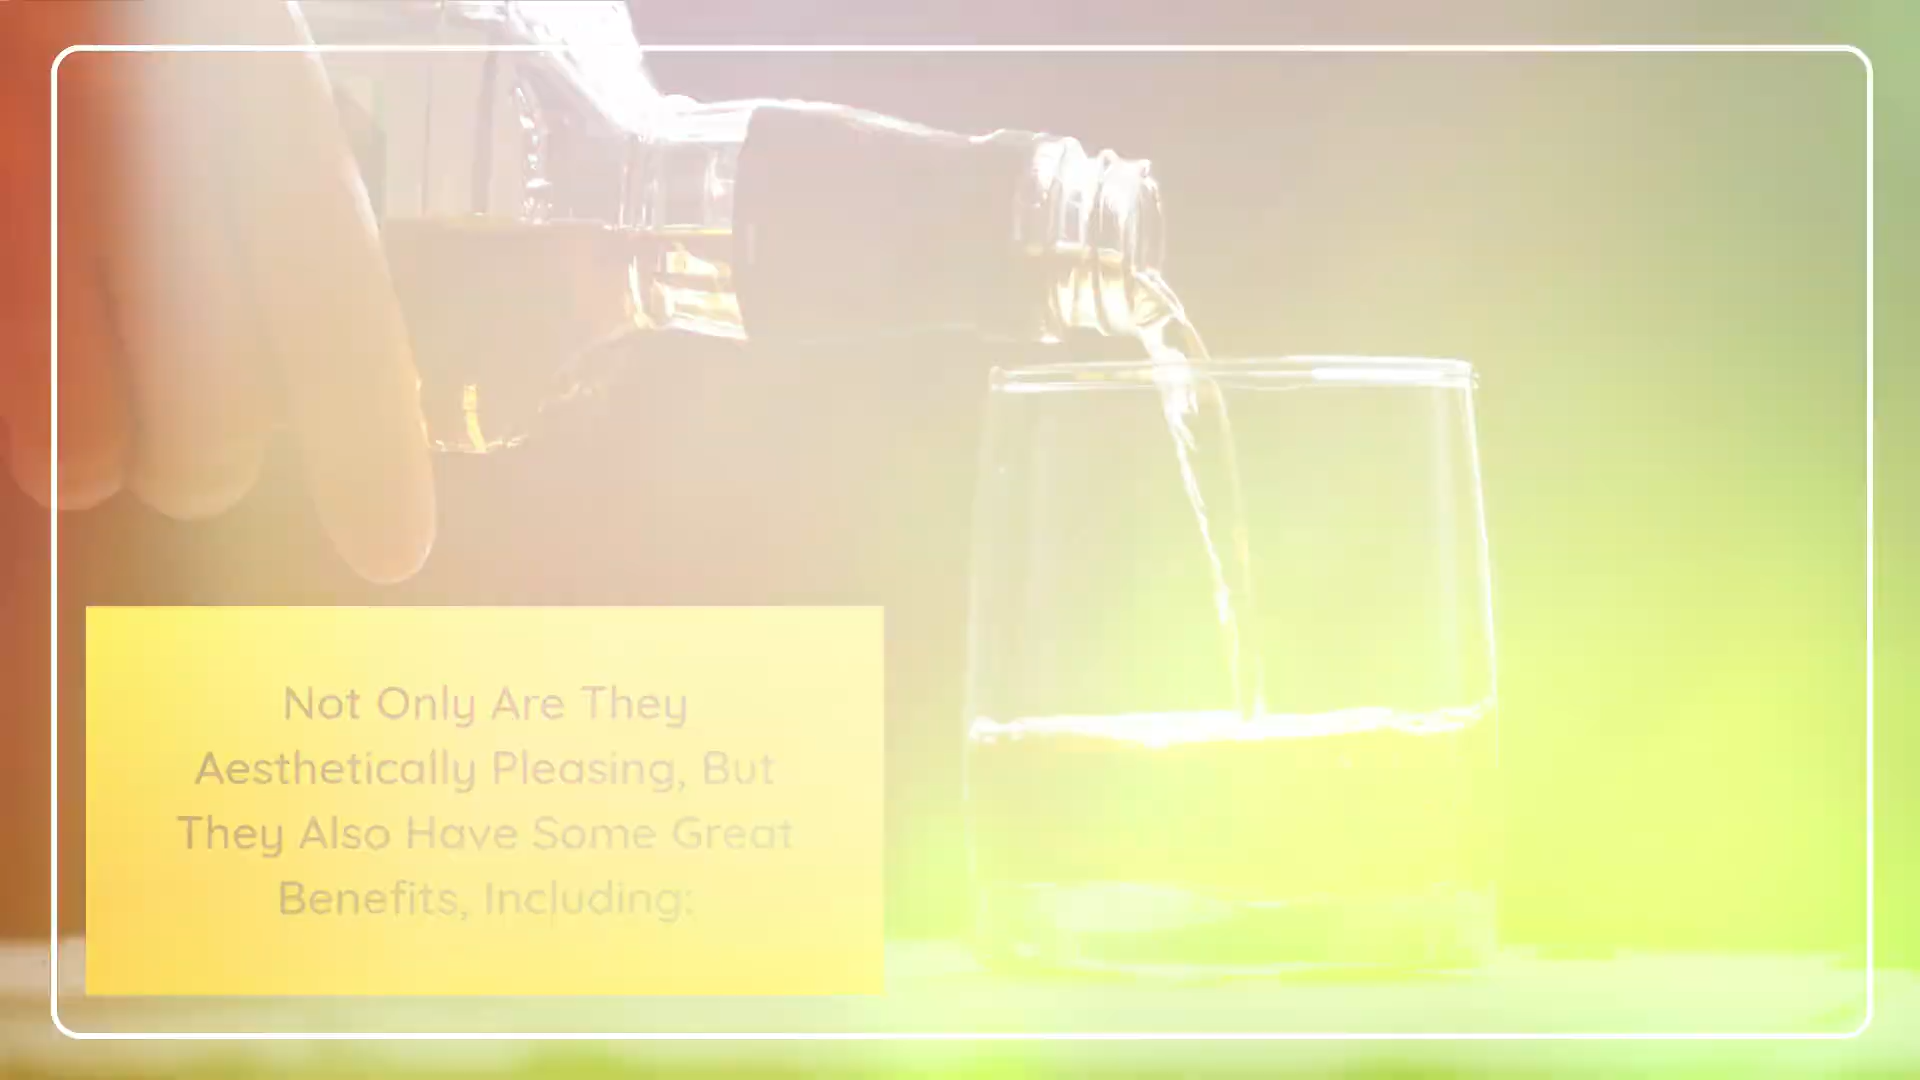 Not Only Are They
Aesthetically Pleasing, But
They Also Have Some Great
Benefits, Including: